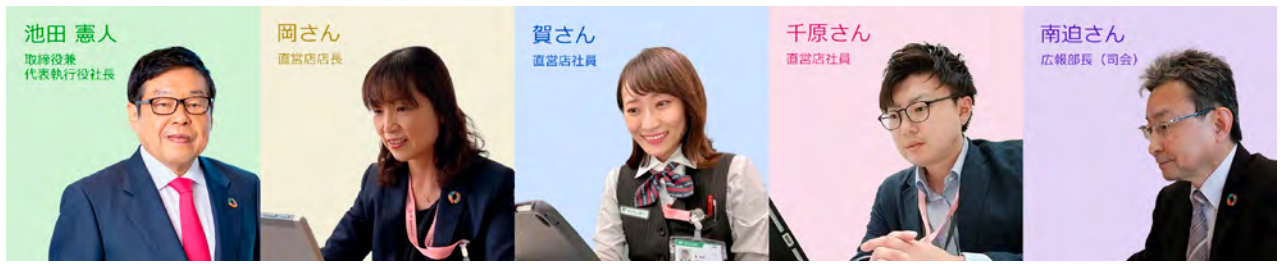 池田 憲人
取締役兼
代表執行役社長
岡さん
直営店店長
賀さん
直営店社員
千原さん
直営店社員
南迫さん
広報部長（司会）